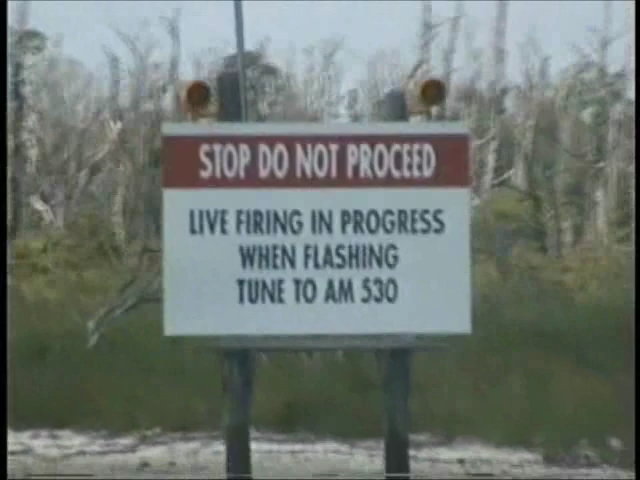 STOP DO NOT PROCEED
LIVE FIRING IN PROGRESS
WHEN FLASHING
TUNE TO AM 530